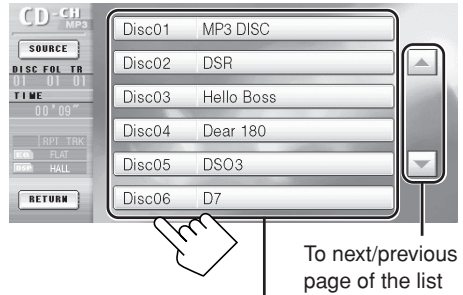 CD-CH
MP3
SOURCE
DISC FOL TR
01 01 01
TIME
00'09"
RPT TRK
EQ FLAT
DSP HALL
RETURN
Disc01 MP3 DISC
Disc02 DSR
Disc03 Hello Boss
Disc04 Dear 180
Disc05 DSO3
Disc06 D7
To next/previous
page of the list